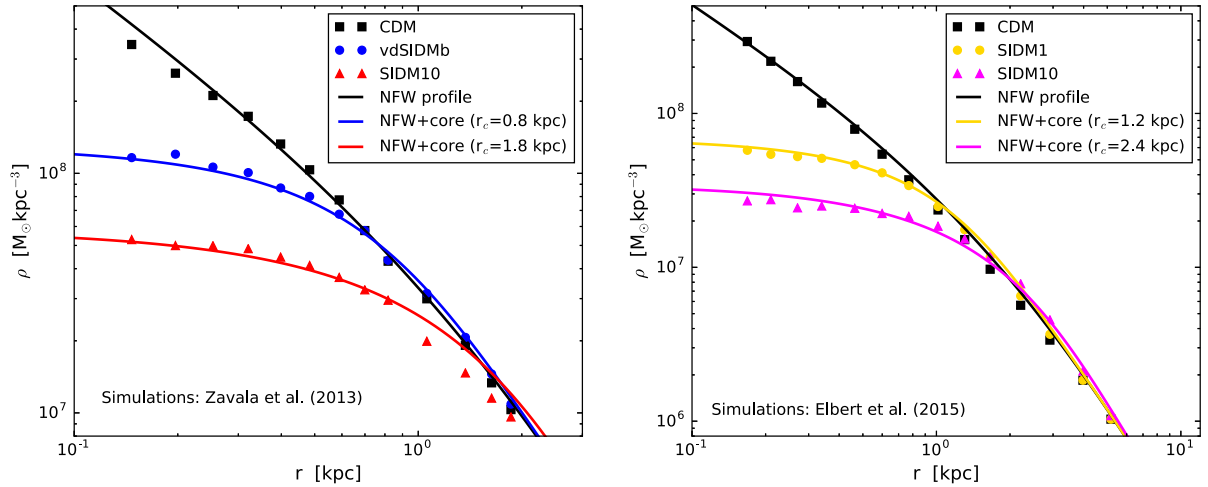 CDM
vdSIDMb
SIDM10
NFW profile
NFW+core (r_c=0.8 kpc)
NFW+core (r_c=1.8 kpc)
10^8
10^7
ρ [M_⊙kpc^−3]
Simulations: Zavala et al. (2013)
10^−1
10^0
r [kpc]
CDM
SIDM1
SIDM10
NFW profile
NFW+core (r_c=1.2 kpc)
NFW+core (r_c=2.4 kpc)
10^8
10^7
10^6
ρ [M_⊙kpc^−3]
Simulations: Elbert et al. (2015)
10^−1
10^0
10^1
r [kpc]